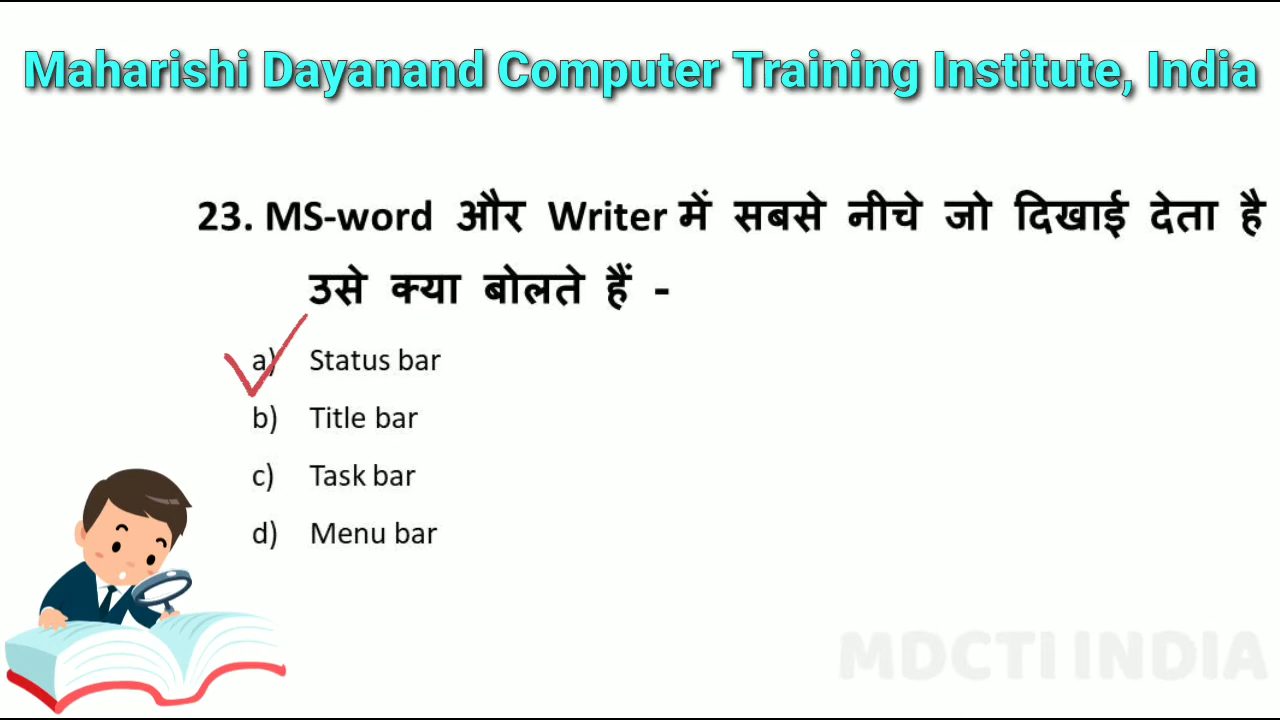 Maharishi Dayanand Computer Training Institute, India
23. MS-word और Writer में सबसे नीचे जो दिखाई देता है
उसे क्या बोलते हैं -
a) Status bar
b) Title bar
c) Task bar
d) Menu bar
MDCTI INDIA